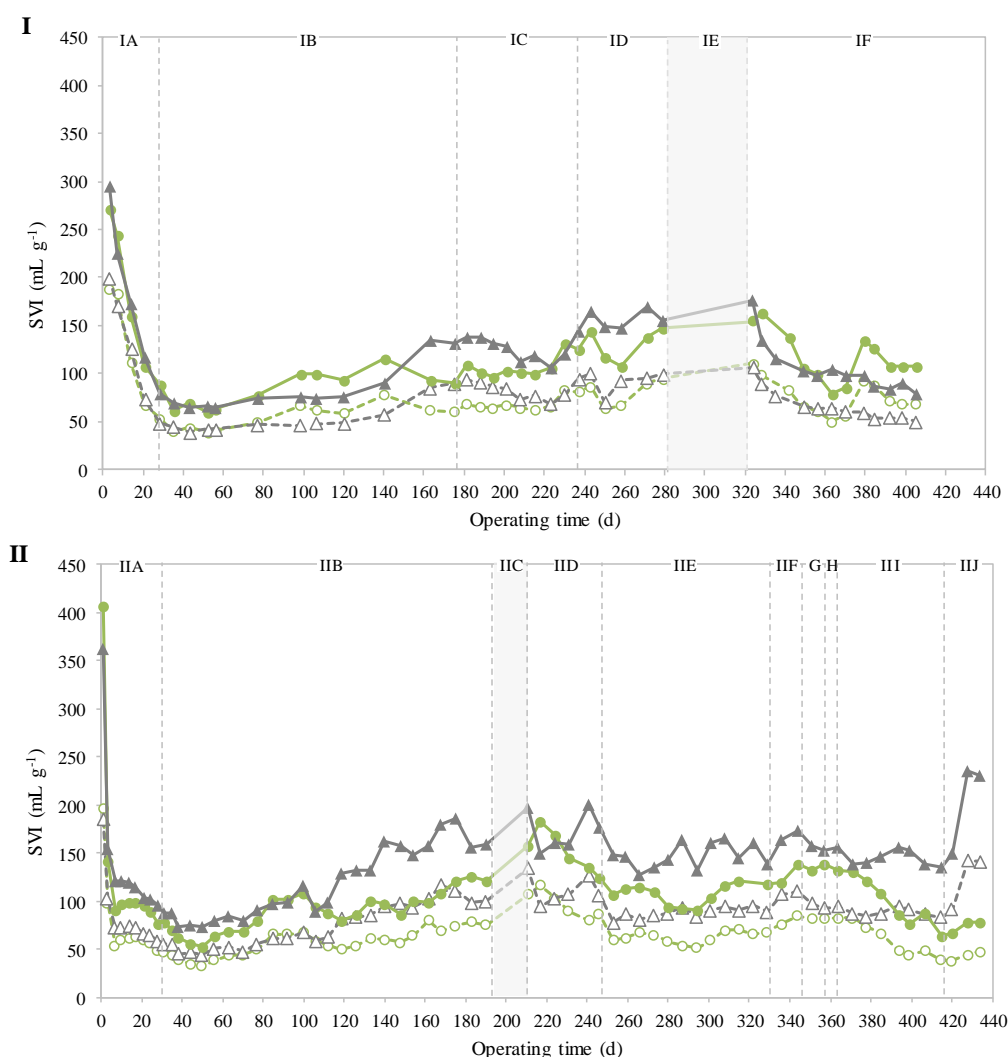 I
IA IB IC ID IE IF
450
400
350
300
250
200
150
100
50
0
SVI (mL g-1)
0 20 40 60 80 100 120 140 160 180 200 220 240 260 280 300 320 340 360 380 400 420 440
Operating time (d)
II
IIA IIB IIC IID IIE IIF G H III IIJ
450
400
350
300
250
200
150
100
50
0
SVI (mL g-1)
0 20 40 60 80 100 120 140 160 180 200 220 240 260 280 300 320 340 360 380 400 420 440
Operating time (d)